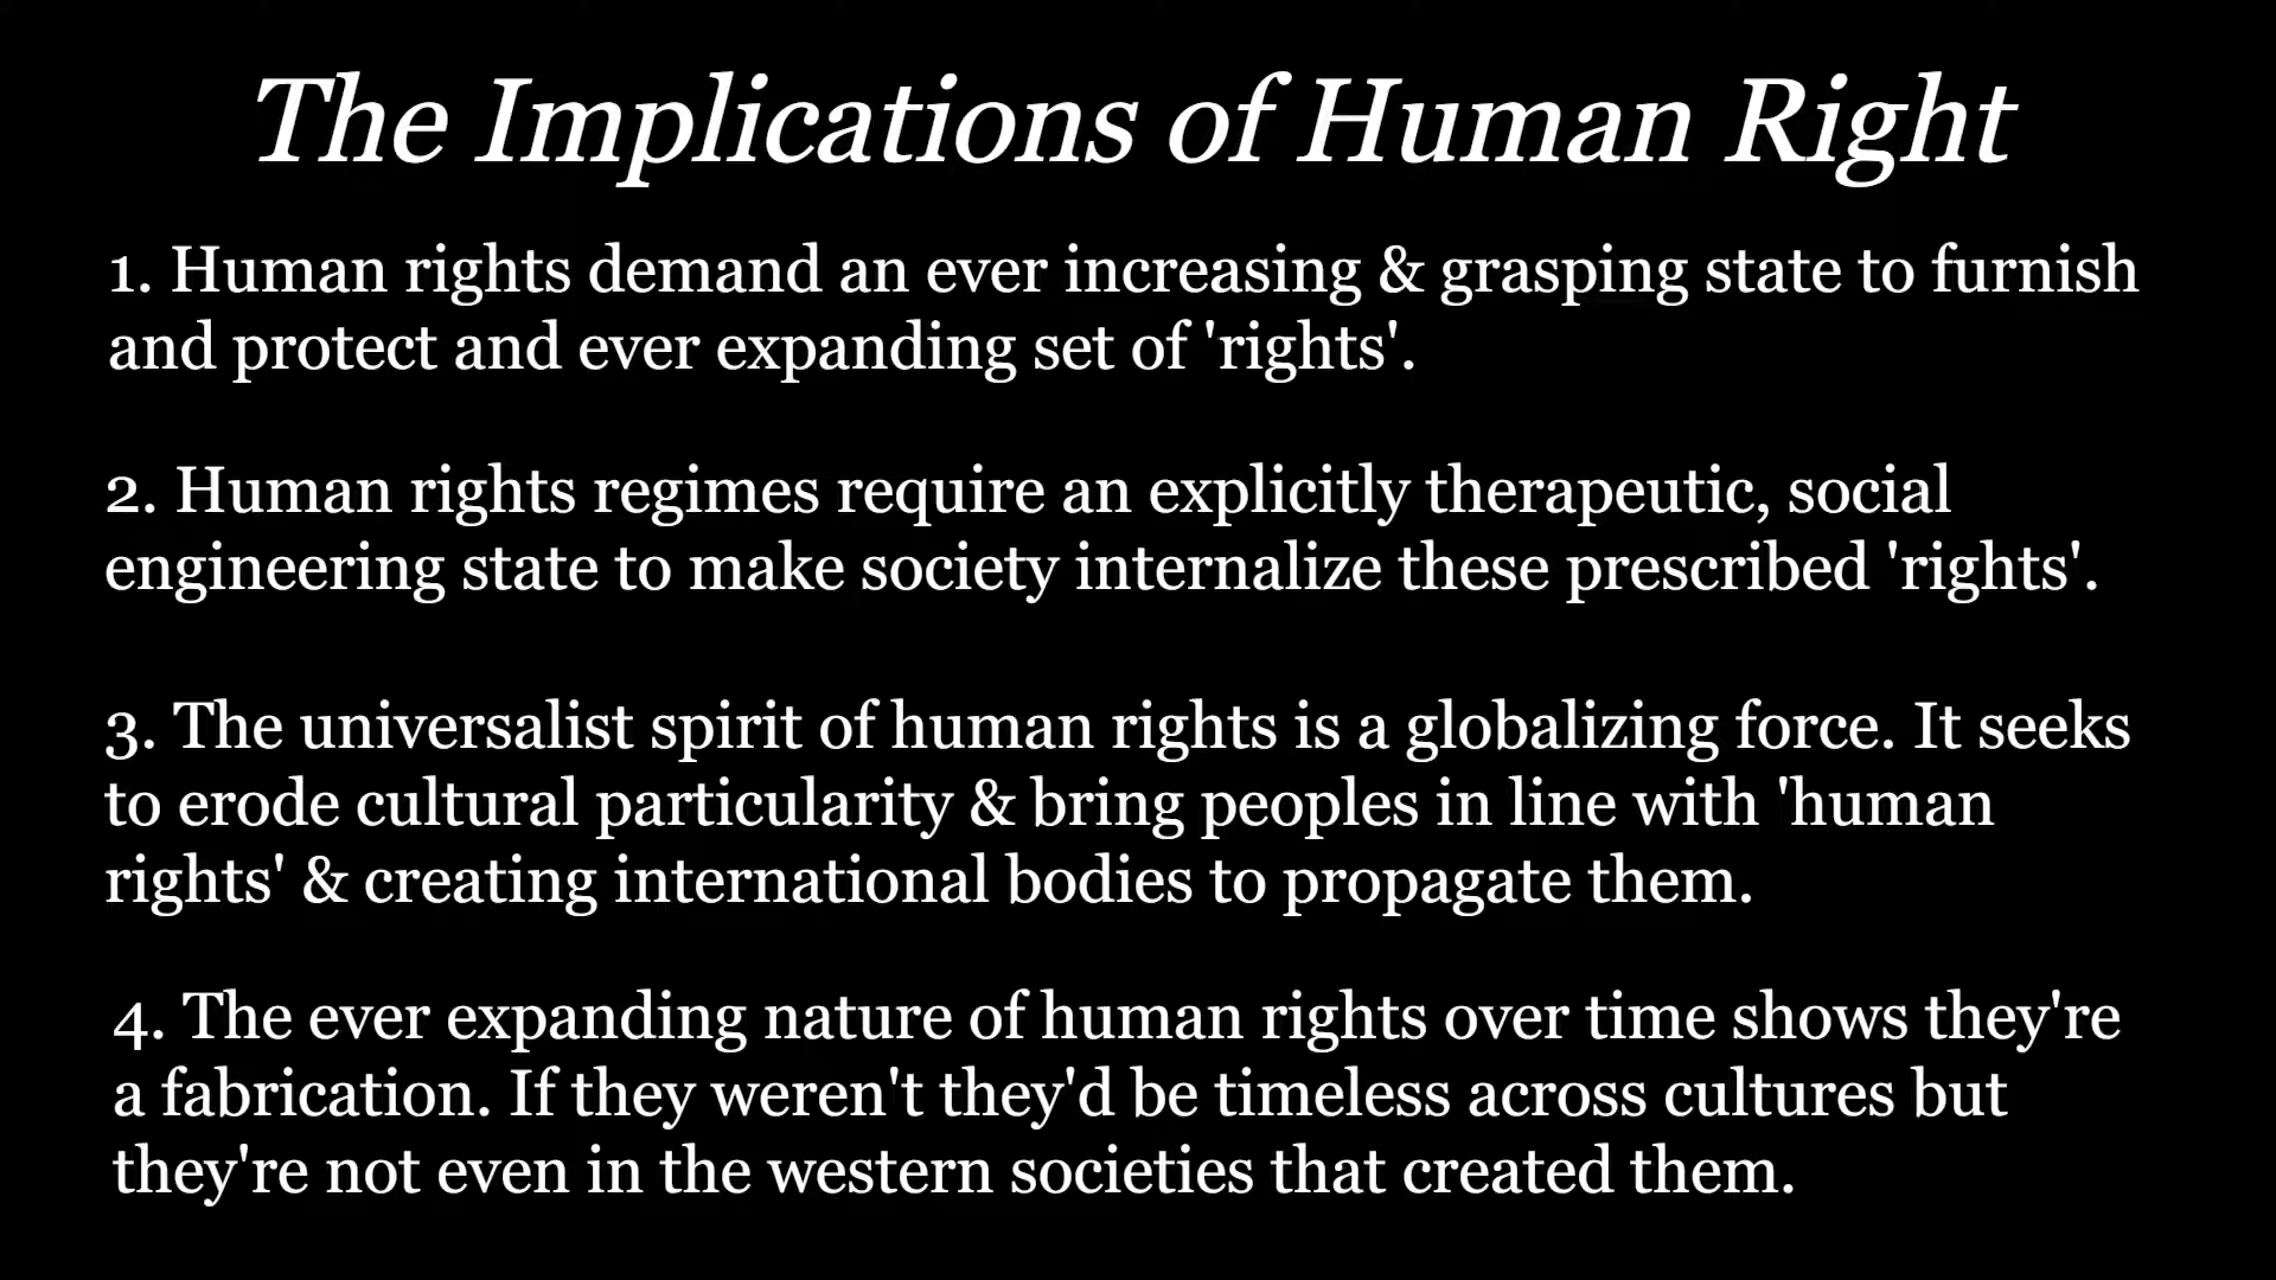 The Implications of Human Right
1. Human rights demand an ever increasing & grasping state to furnish
and protect and ever expanding set of 'rights'.
2. Human rights regimes require an explicitly therapeutic, social
engineering state to make society internalize these prescribed 'rights'.
3. The universalist spirit of human rights is a globalizing force. It seeks
to erode cultural particularity & bring peoples in line with 'human
rights' & creating international bodies to propagate them.
4. The ever expanding nature of human rights over time shows they're
a fabrication. If they weren't they'd be timeless across cultures but
they're not even in the western societies that created them.